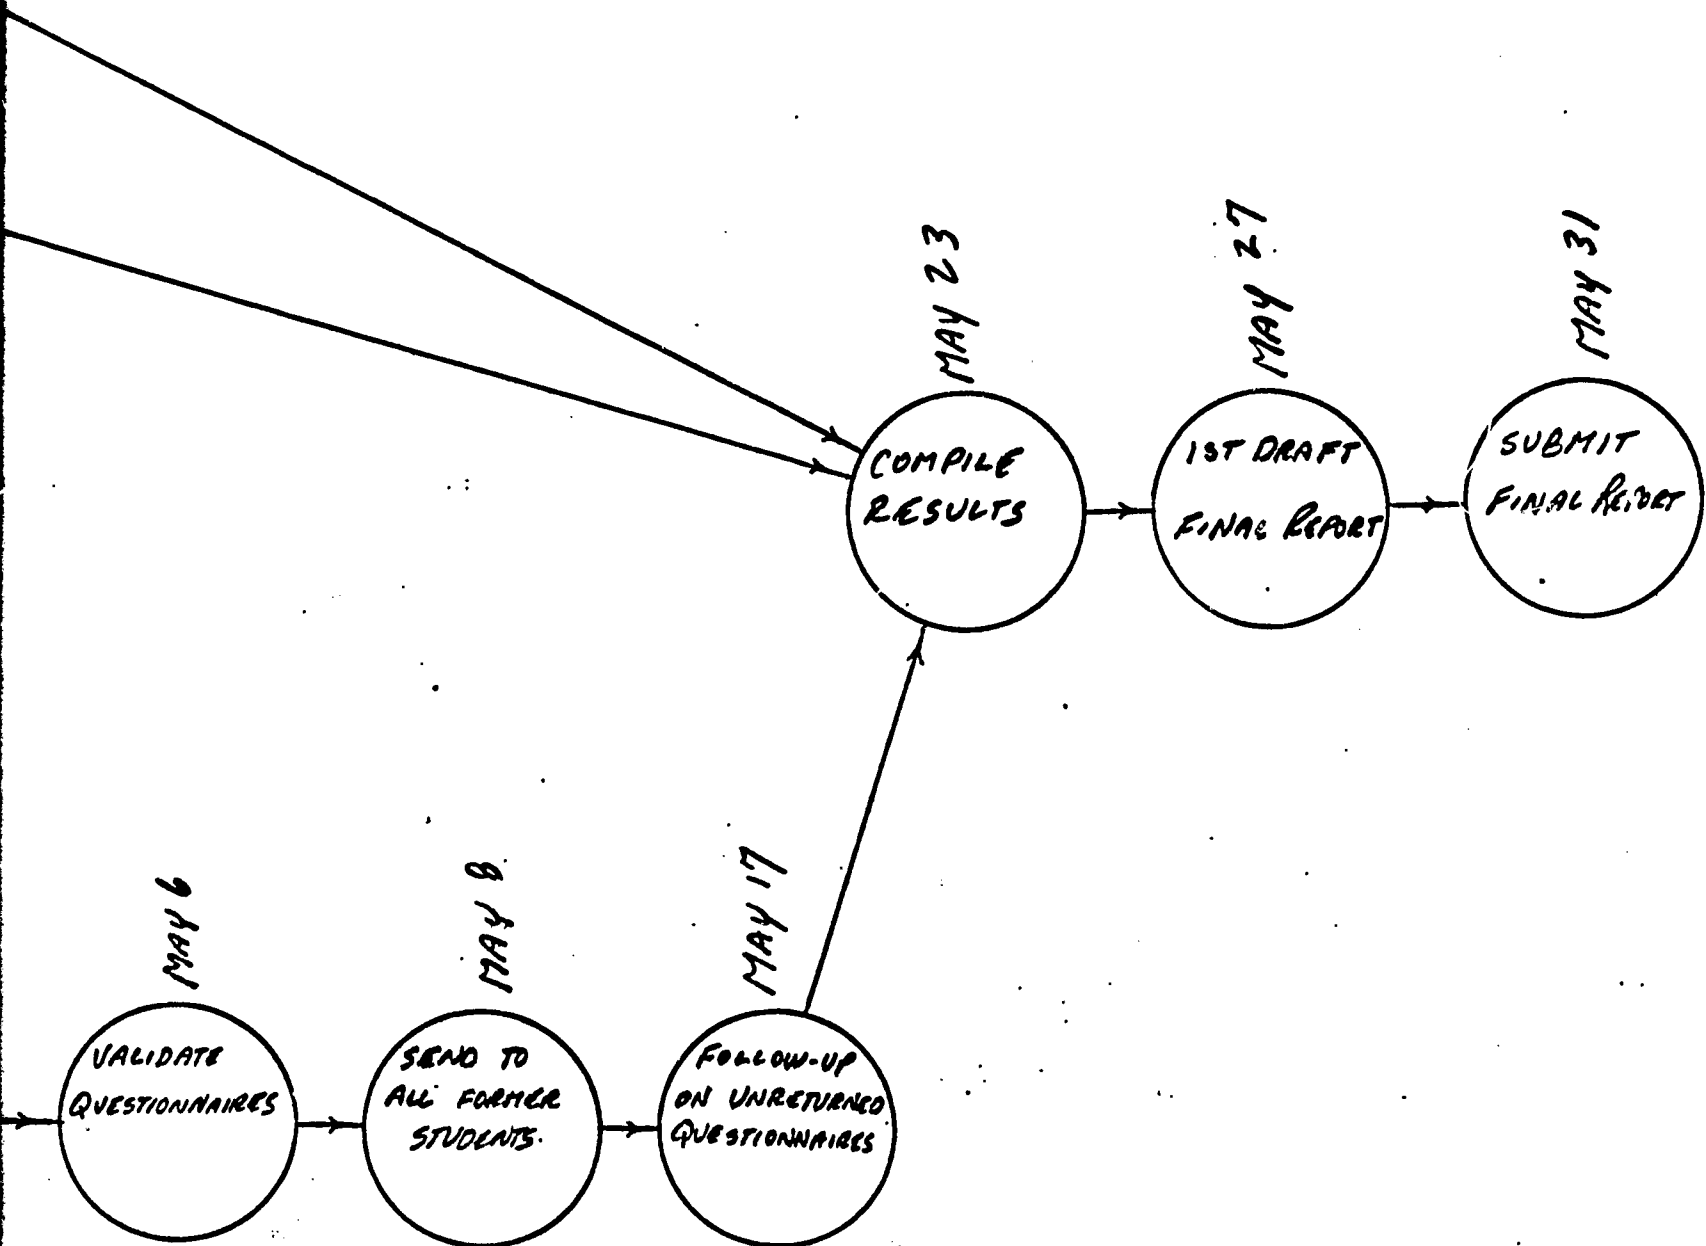 MAY 23
MAY 27
MAY 31
COMPILE
RESULTS
1ST DRAFT
FINAL REPORT
SUBMIT
FINAL REPORT
MAY 6
MAY 8
MAY 17
VALIDATE
QUESTIONNAIRES
SEND TO
ALL FORMER
STUDENTS.
FOLLOW-UP
ON UNRETURNED
QUESTIONNAIRES